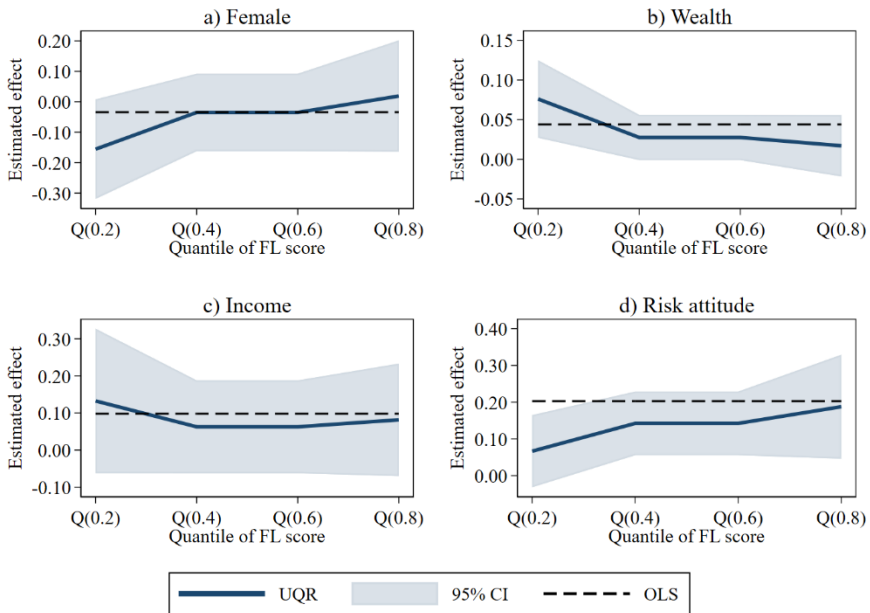 a) Female
Estimated effect
0.20
0.10
0.00
-0.10
-0.20
-0.30
Q(0.2) Q(0.4) Q(0.6) Q(0.8)
Quantile of FL score
b) Wealth
Estimated effect
0.15
0.10
0.05
0.00
-0.05
Q(0.2) Q(0.4) Q(0.6) Q(0.8)
Quantile of FL score
c) Income
Estimated effect
0.30
0.20
0.10
0.00
-0.10
Q(0.2) Q(0.4) Q(0.6) Q(0.8)
Quantile of FL score
d) Risk attitude
Estimated effect
0.40
0.30
0.20
0.10
0.00
Q(0.2) Q(0.4) Q(0.6) Q(0.8)
Quantile of FL score
UQR 95% CI OLS